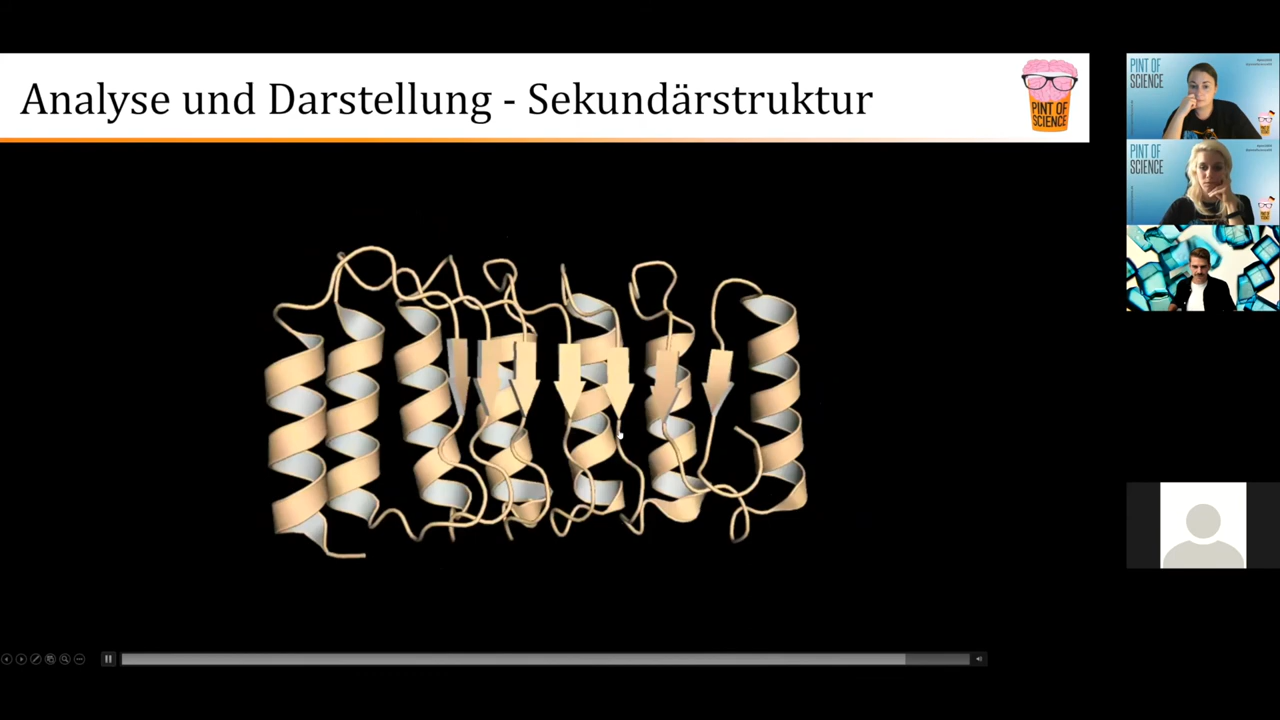 Analyse und Darstellung - Sekundärstruktur
PINT OF
SCIENCE
PINT OF
SCIENCE
PINT OF
SCIENCE